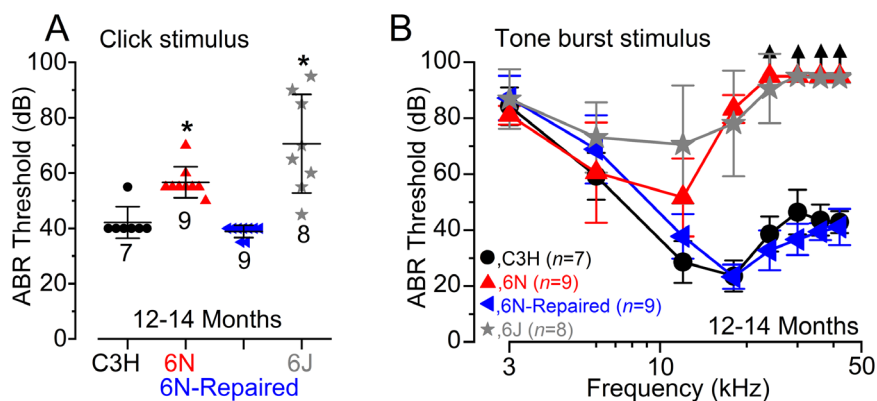 A Click stimulus
ABR Threshold (dB)
100
80
60
40
20
0
*
*
7
9
9
8
12-14 Months
C3H
6N
6N-Repaired
6J
B Tone burst stimulus
ABR Threshold (dB)
100
80
60
40
20
0
,C3H (n=7)
,6N (n=9)
,6N-Repaired (n=9)
,6J (n=8)
12-14 Months
3
10
50
Frequency (kHz)